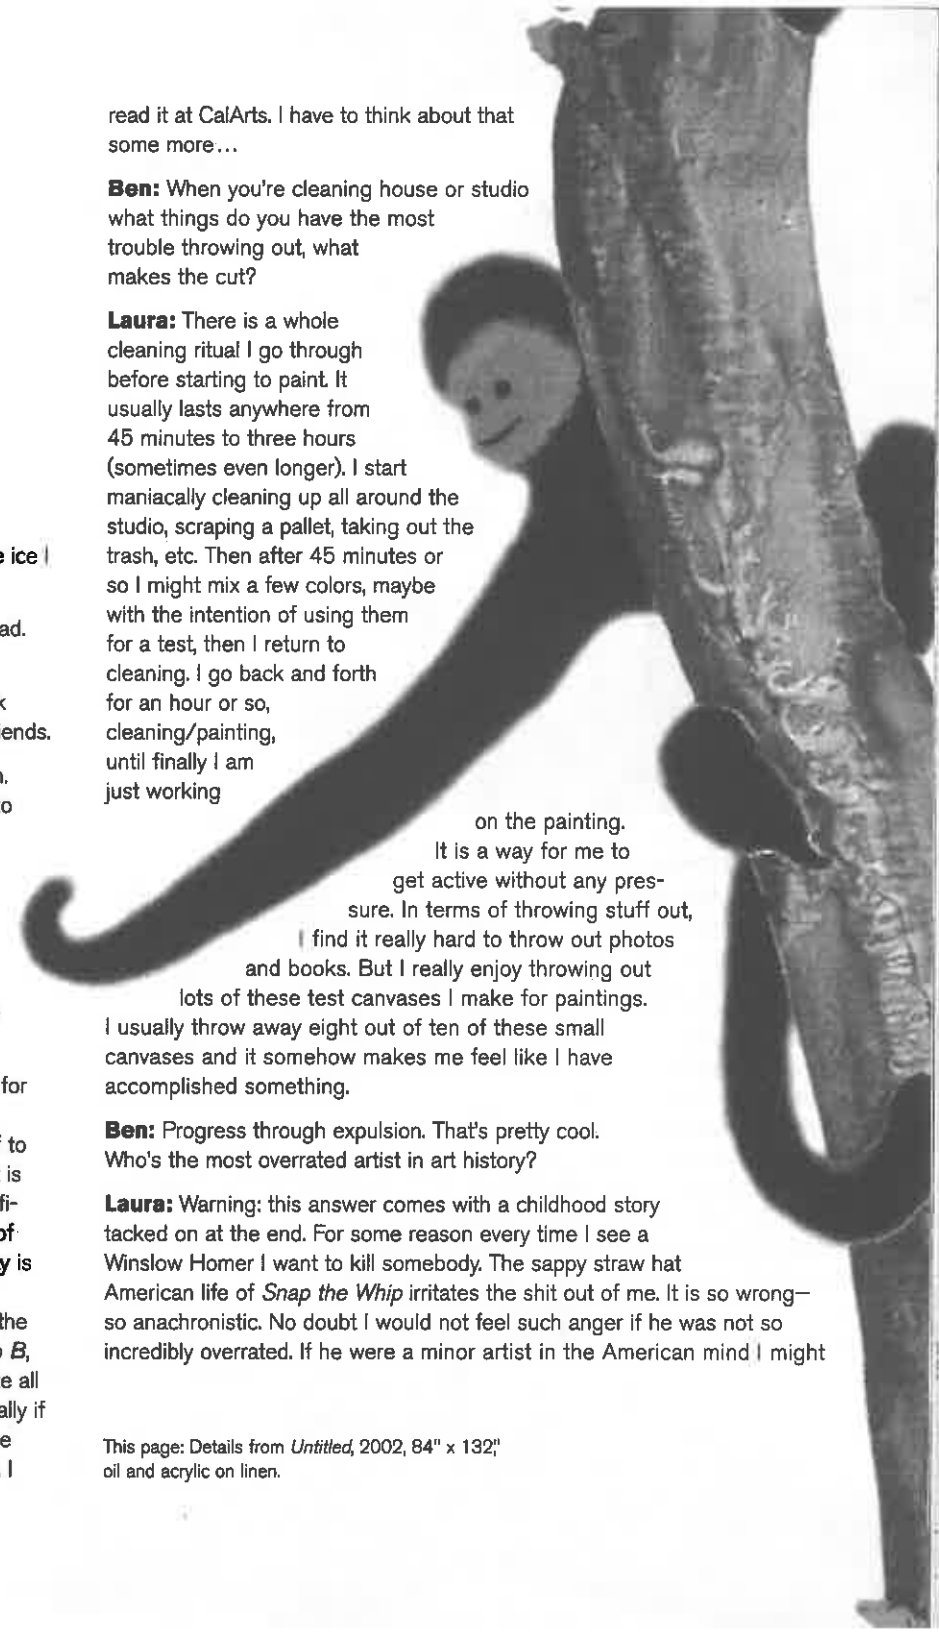 e ice I
ad.
k
iends.
n.
o
for
to
is
fi-
of
y is
the
B,
e all
ally if
e
I
read it at CalArts. I have to think about that
some more...
Ben: When you're cleaning house or studio
what things do you have the most
trouble throwing out, what
makes the cut?
Laura: There is a whole
cleaning ritual I go through
before starting to paint. It
usually lasts anywhere from
45 minutes to three hours
(sometimes even longer). I start
maniacally cleaning up all around the
studio, scraping a pallet, taking out the
trash, etc. Then after 45 minutes or
so I might mix a few colors, maybe
with the intention of using them
for a test, then I return to
cleaning. I go back and forth
for an hour or so,
cleaning/painting,
until finally I am
just working
on the painting.
It is a way for me to
get active without any pres-
sure. In terms of throwing stuff out,
I find it really hard to throw out photos
and books. But I really enjoy throwing out
lots of these test canvases I make for paintings.
I usually throw away eight out of ten of these small
canvases and it somehow makes me feel like I have
accomplished something.
Ben: Progress through expulsion. That's pretty cool.
Who's the most overrated artist in art history?
Laura: Warning: this answer comes with a childhood story
tacked on at the end. For some reason every time I see a
Winslow Homer I want to kill somebody. The sappy straw hat
American life of Snap the Whip irritates the shit out of me. It is so wrong—
so anachronistic. No doubt I would not feel such anger if he was not so
incredibly overrated. If he were a minor artist in the American mind I might
This page: Details from Untitled, 2002, 84" x 132,"
oil and acrylic on linen.